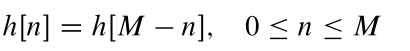 h[n] = h[M − n], 0 ≤ n ≤ M